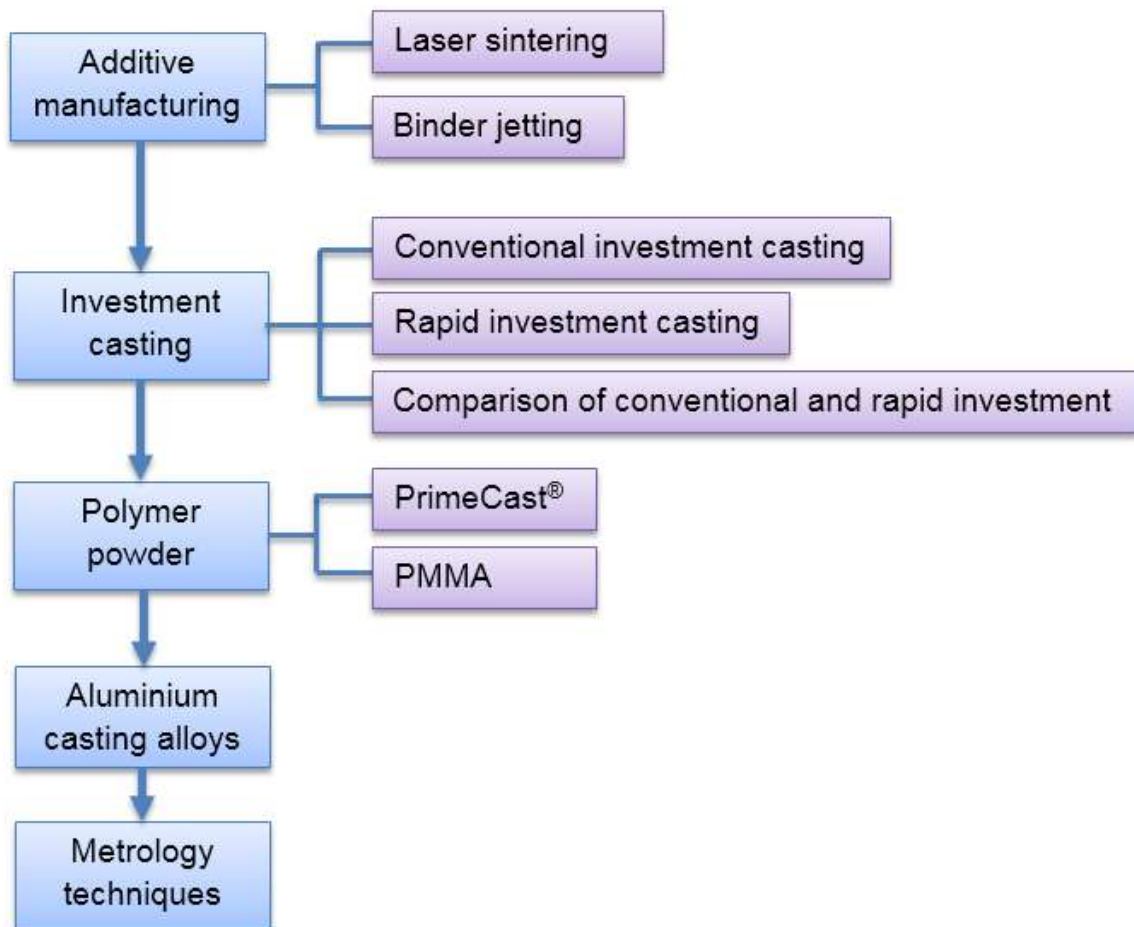 Additive
manufacturing
Laser sintering
Binder jetting
Investment
casting
Conventional investment casting
Rapid investment casting
Comparison of conventional and rapid investment
Polymer
powder
PrimeCast®
PMMA
Aluminium
casting alloys
Metrology
techniques